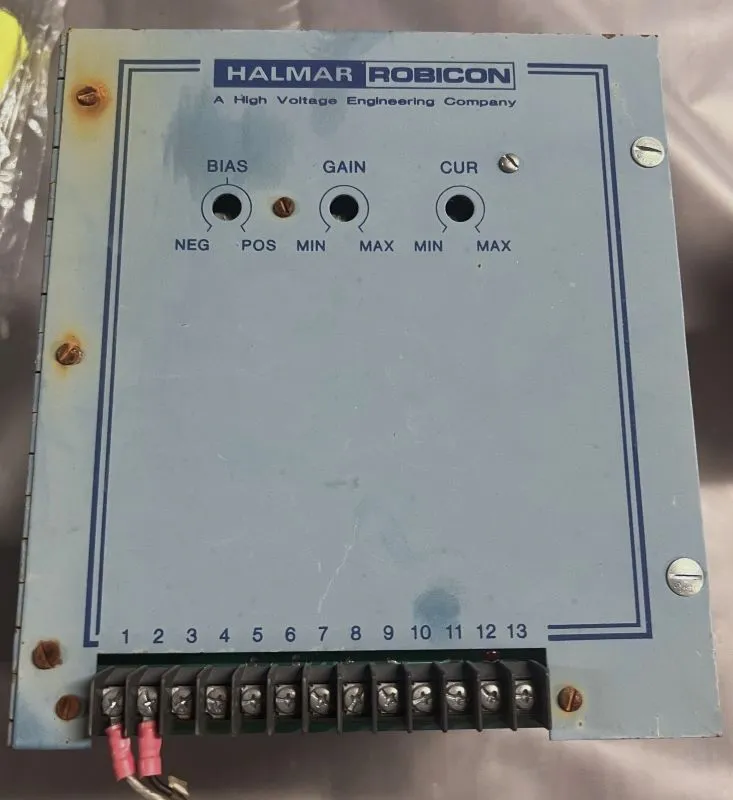 HALMAR ROBICON
A High Voltage Engineering Company
BIAS GAIN CUR
NEG POS MIN MAX MIN MAX
1 2 3 4 5 6 7 8 9 10 11 12 13